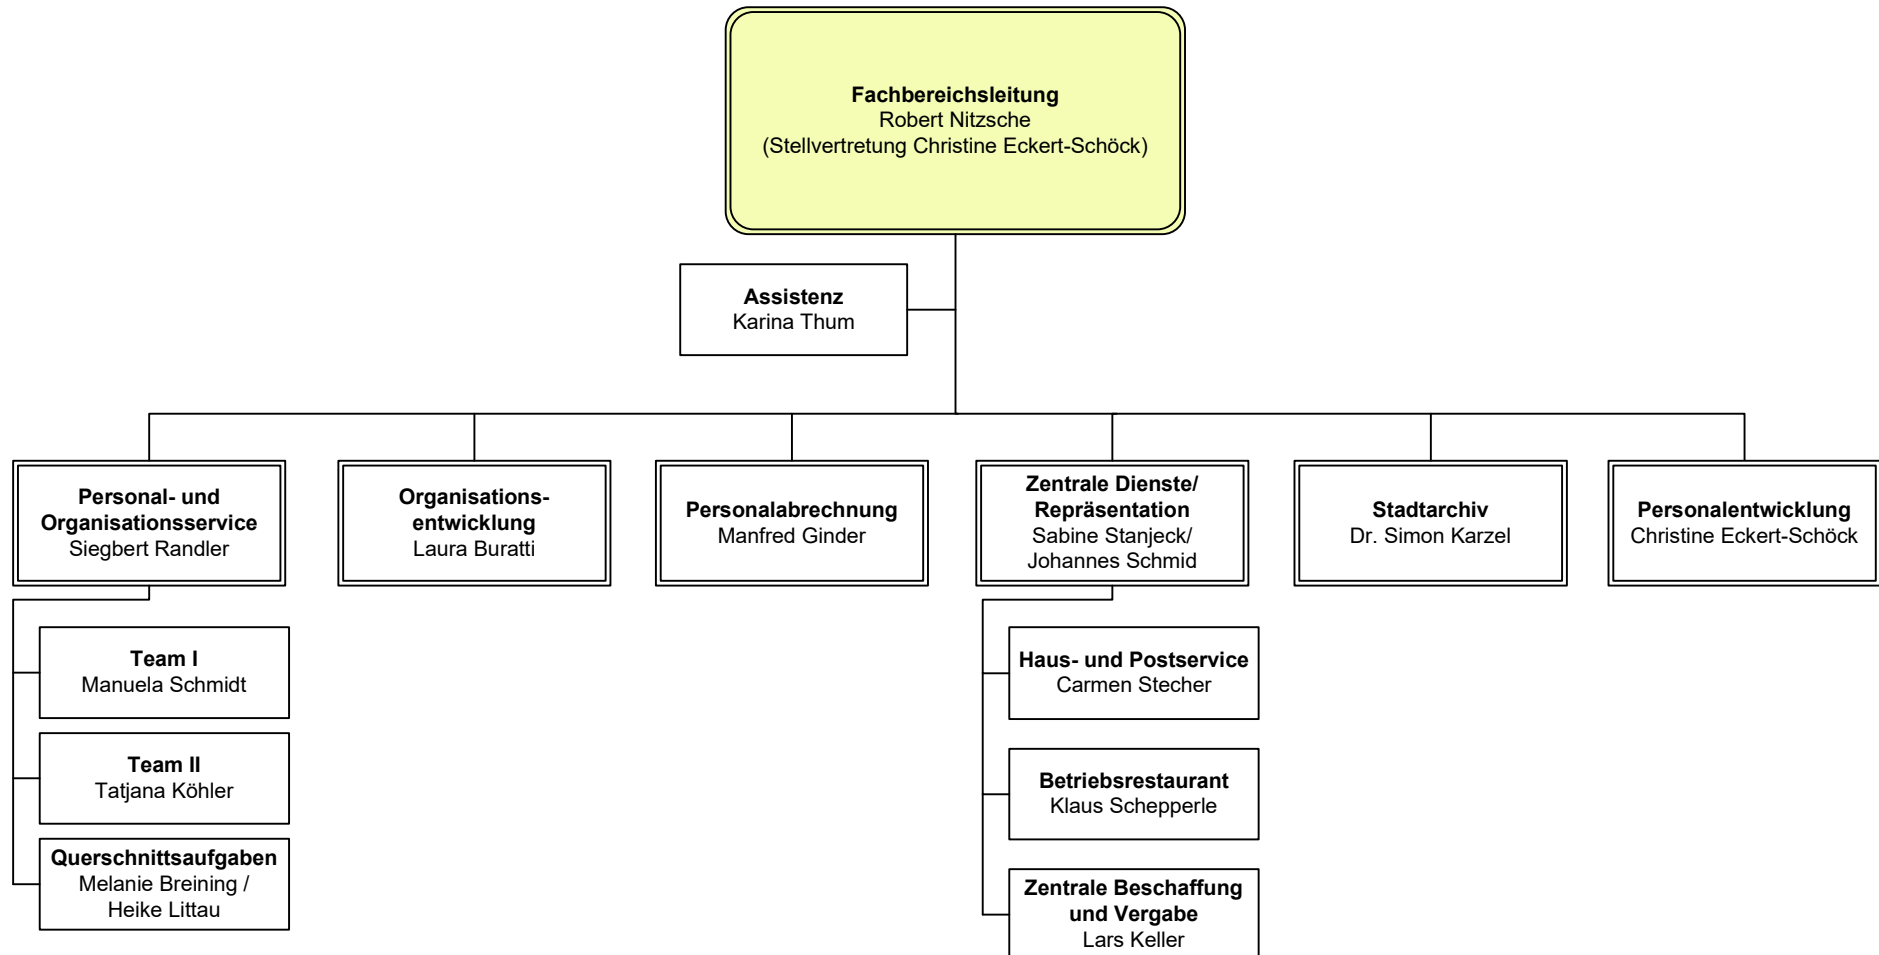 Fachbereichsleitung
Robert Nitzsche
(Stellvertretung Christine Eckert-Schöck)
Assistenz
Karina Thum
Personal- und
Organisationsservice
Siegbert Randler
Organisations-
entwicklung
Laura Buratti
Personalabrechnung
Manfred Ginder
Zentrale Dienste/
Repräsentation
Sabine Stanjeck/
Johannes Schmid
Stadtarchiv
Dr. Simon Karzel
Personalentwicklung
Christine Eckert-Schöck
Team I
Manuela Schmidt
Team II
Tatjana Köhler
Querschnittsaufgaben
Melanie Breining /
Heike Littau
Haus- und Postservice
Carmen Stecher
Betriebsrestaurant
Klaus Schepperle
Zentrale Beschaffung
und Vergabe
Lars Keller